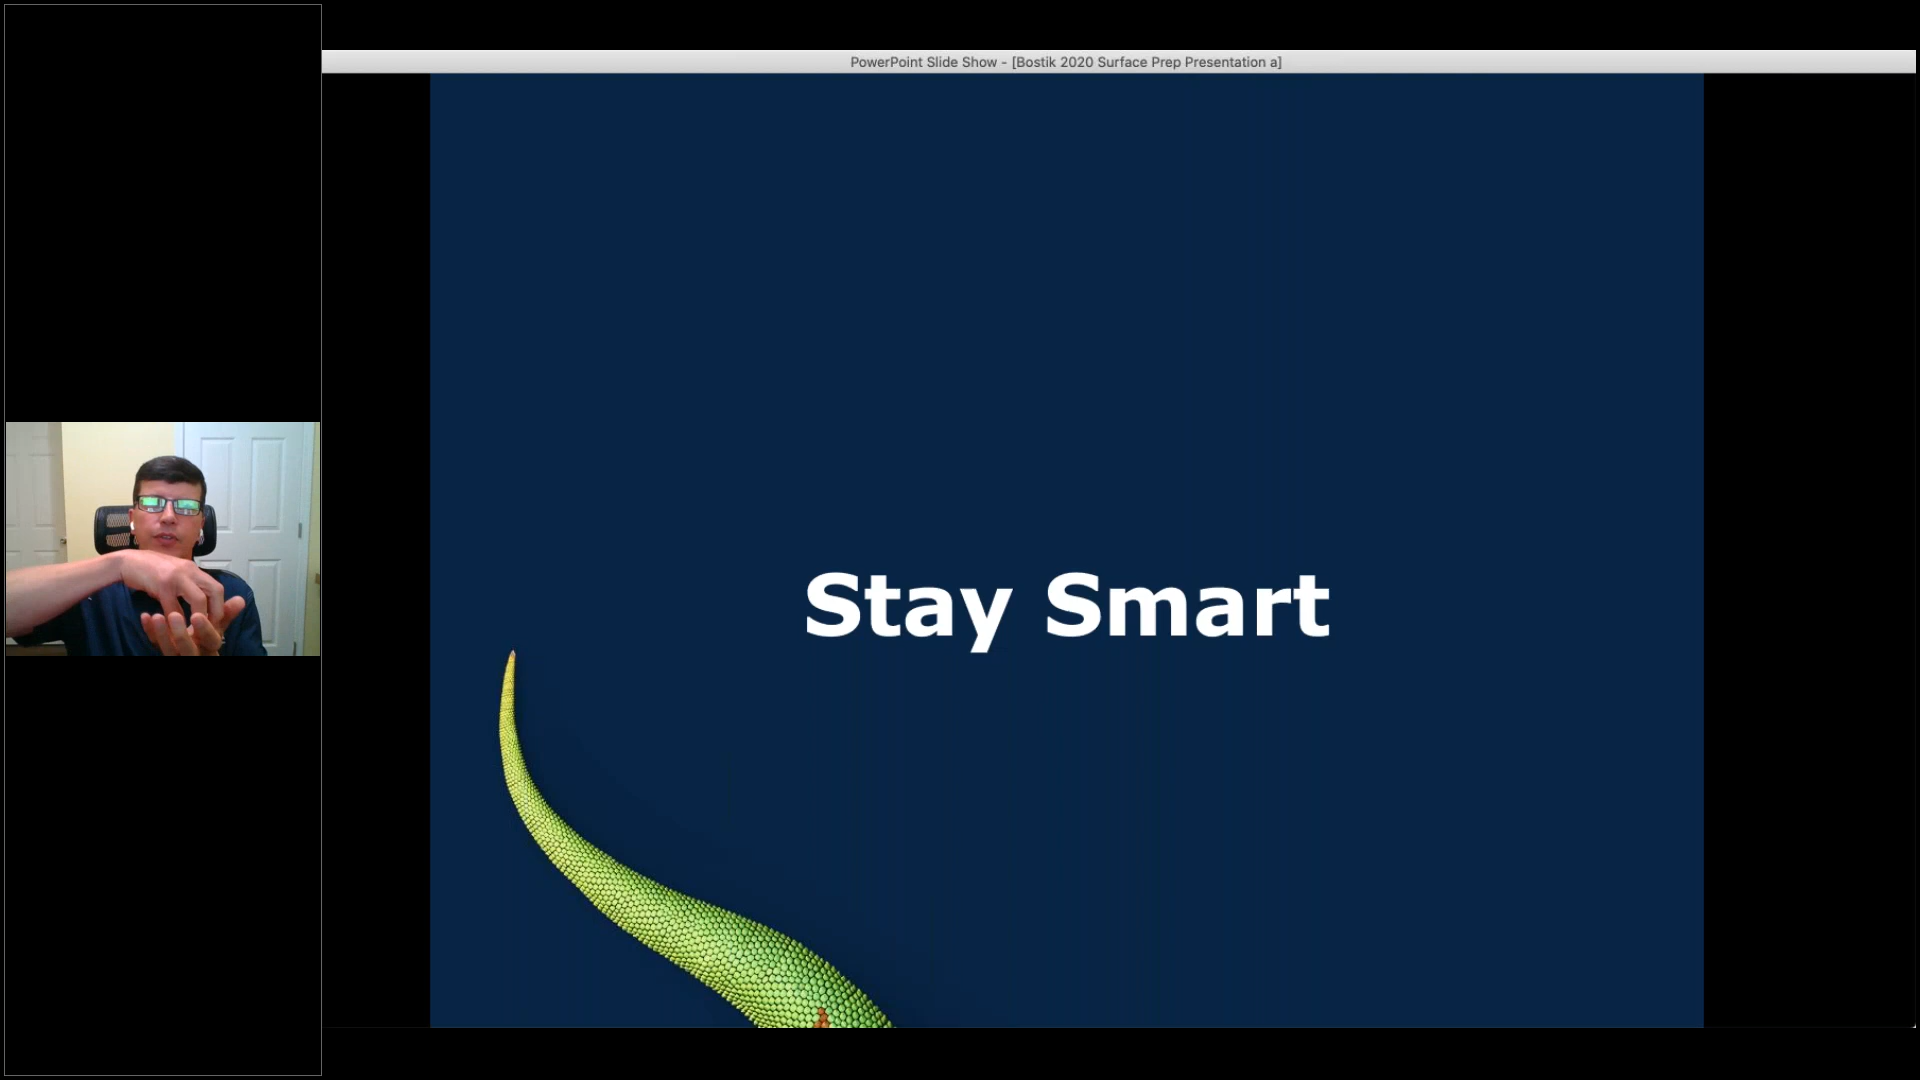 PowerPoint Slide Show - [Bostik 2020 Surface Prep Presentation a]
Stay Smart